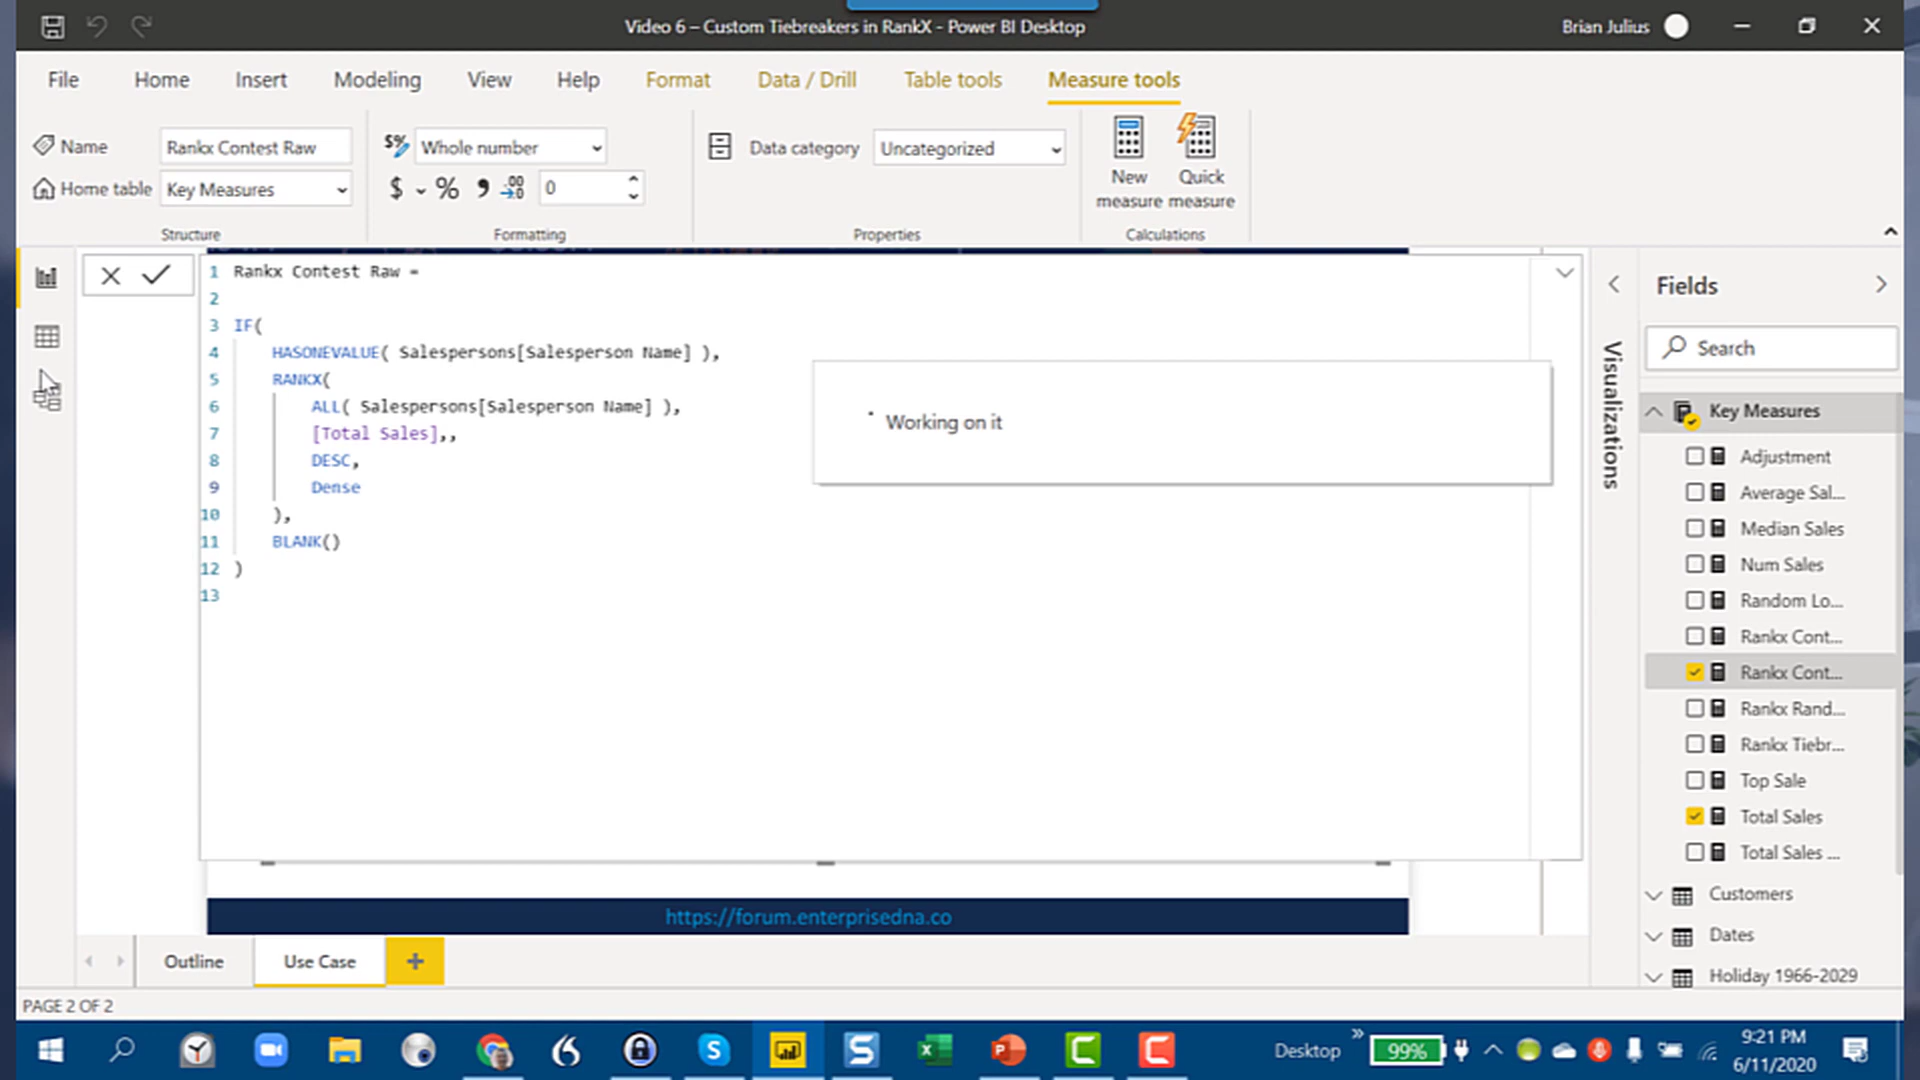 Video 6 – Custom Tiebreakers in RankX - Power BI Desktop
Brian Julius
File Home Insert Modeling View Help Format Data / Drill Table tools Measure tools
Name Rankx Contest Raw
Home table Key Measures
Structure
$% Whole number
$ % 9 .00 →0 0
Formatting
Data category Uncategorized
Properties
New measure
Quick measure
Calculations
1 Rankx Contest Raw =
2
3 IF(
4 HASONEVALUE( Salespersons[Salesperson Name] ),
5 RANKX(
6 ALL( Salespersons[Salesperson Name] ),
7 [Total Sales],,
8 DESC,
9 Dense
10 ),
11 BLANK()
12 )
13
Working on it
Visualizations
Fields
Search
Key Measures
Adjustment
Average Sal...
Median Sales
Num Sales
Random Lo...
Rankx Cont...
Rankx Cont...
Rankx Rand...
Rankx Tiebr...
Top Sale
Total Sales
Total Sales ...
Customers
Dates
Holiday 1966-2029
https://forum.enterprisedna.co
Outline Use Case +
PAGE 2 OF 2
Desktop
99%
9:21 PM
6/11/2020